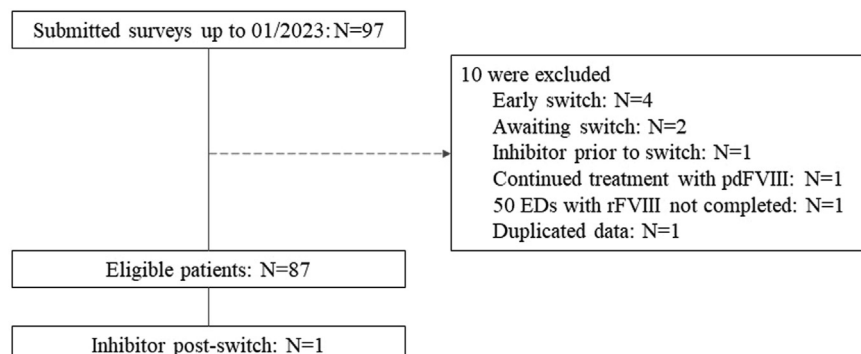 Submitted surveys up to 01/2023: N=97
10 were excluded
Early switch: N=4
Awaiting switch: N=2
Inhibitor prior to switch: N=1
Continued treatment with pdFVIII: N=1
50 EDs with rFVIII not completed: N=1
Duplicated data: N=1
Eligible patients: N=87
Inhibitor post-switch: N=1